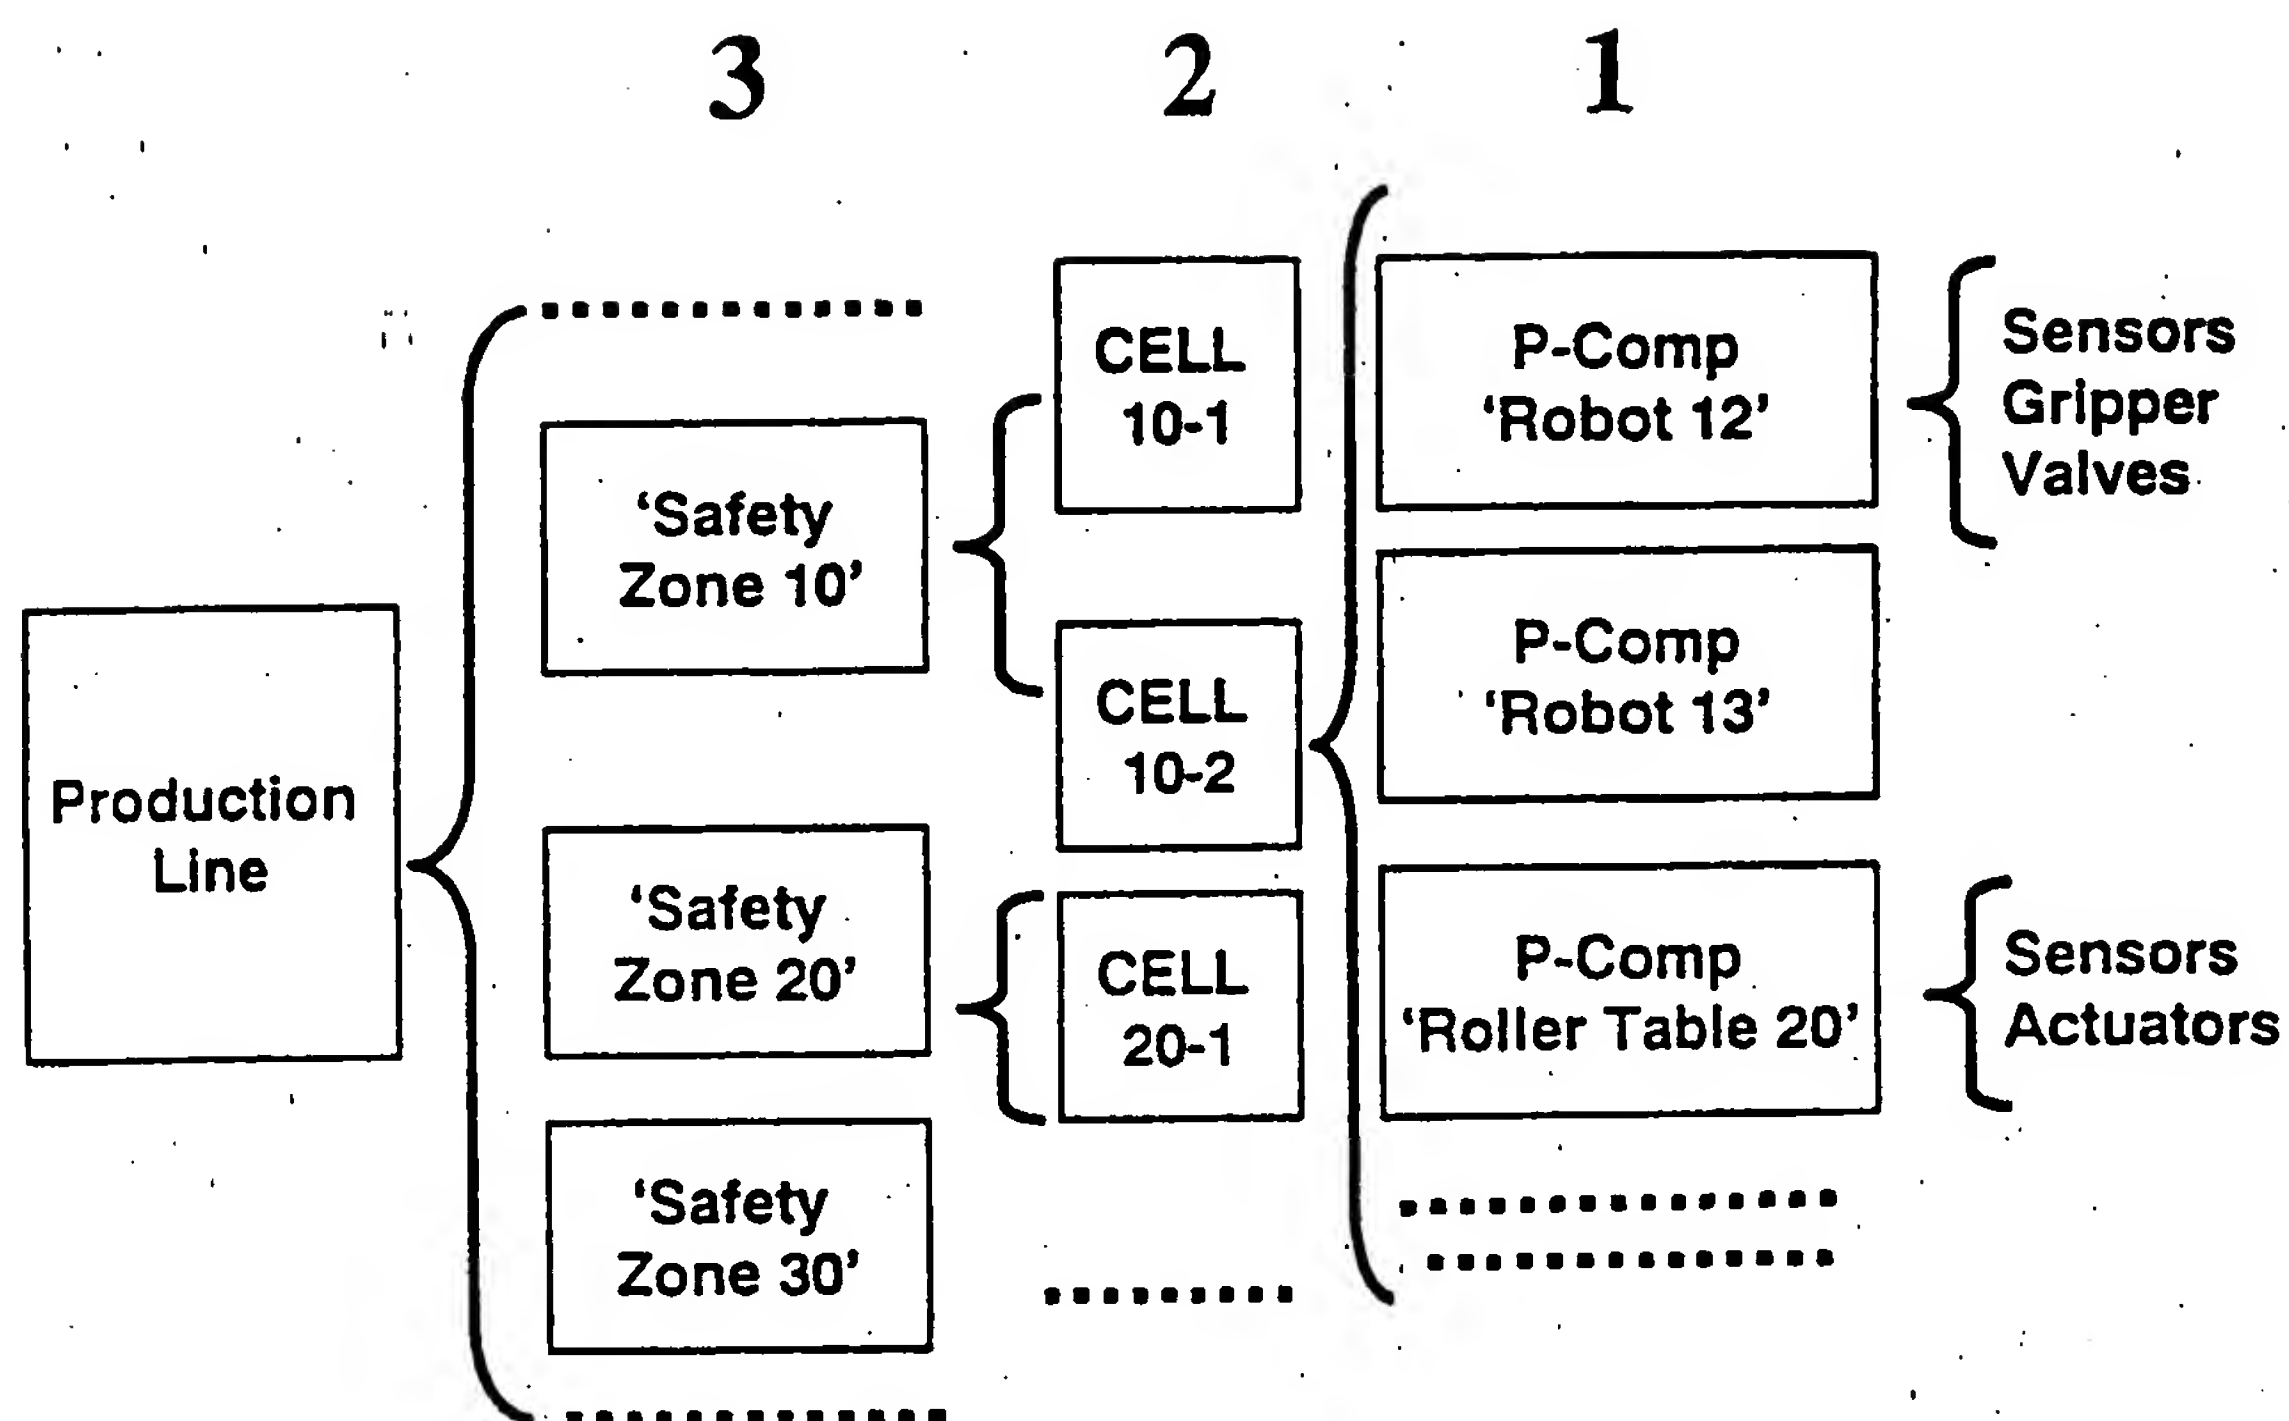 3 2 1
Production
Line
‘Safety
Zone 10’
‘Safety
Zone 20’
‘Safety
Zone 30’
CELL
10-1
CELL
10-2
CELL
20-1
P-Comp
‘Robot 12’
P-Comp
‘Robot 13’
P-Comp
‘Roller Table 20’
Sensors
Gripper
Valves
Sensors
Actuators